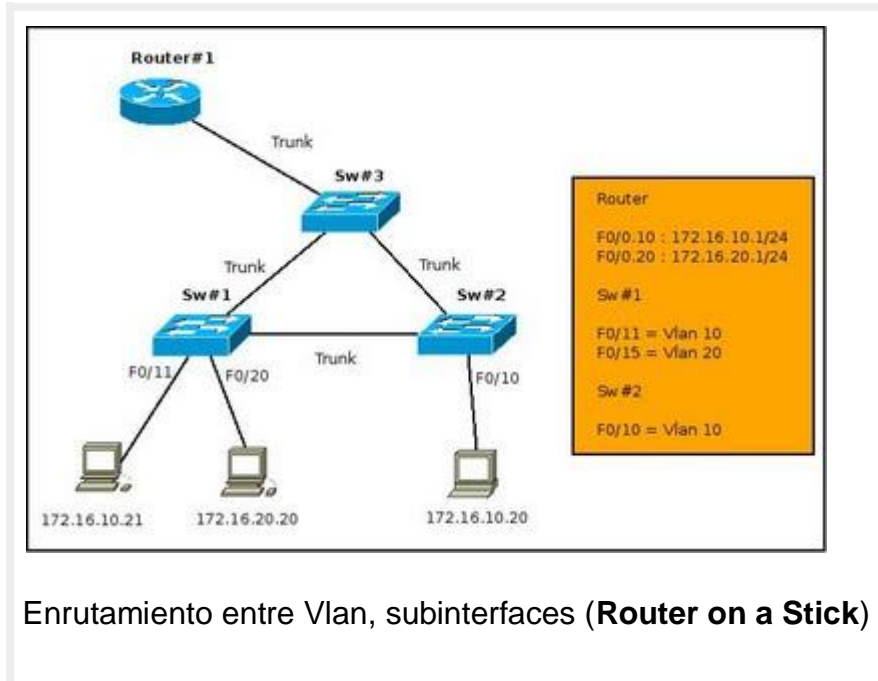 Router#1
Trunk
Sw#3
Trunk
Trunk
Sw#1
Sw#2
Trunk
F0/11
F0/20
F0/10
172.16.10.21
172.16.20.20
172.16.10.20
Router
F0/0.10 : 172.16.10.1/24
F0/0.20 : 172.16.20.1/24
Sw#1
F0/11 = Vlan 10
F0/15 = Vlan 20
Sw#2
F0/10 = Vlan 10
Enrutamiento entre Vlan, subinterfaces (Router on a Stick)